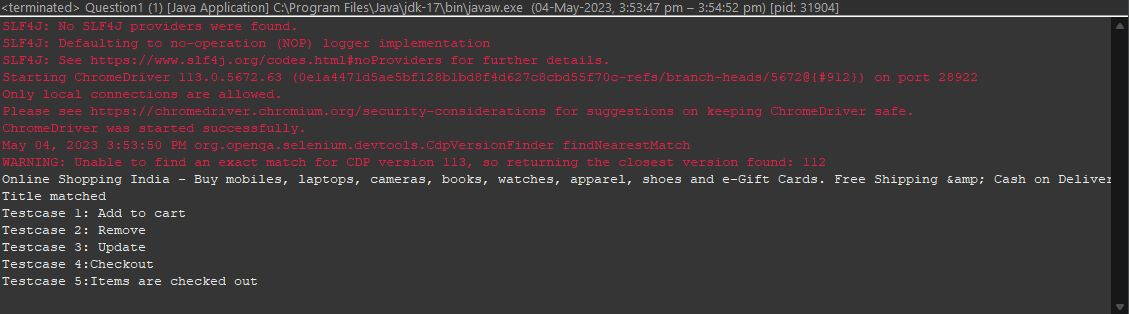 <terminated> Question1 (1) [Java Application] C:\Program Files\Java\jdk-17\bin\javaw.exe (04-May-2023, 3:53:47 pm – 3:54:52 pm) [pid: 31904]
SLF4J: No SLF4J providers were found.
SLF4J: Defaulting to no-operation (NOP) logger implementation
SLF4J: See https://www.slf4j.org/codes.html#noProviders for further details.
Starting ChromeDriver 113.0.5672.63 (0e1a4471d5ae5bf128b1bd8f4d627c8cbd55f70c-refs/branch-heads/5672@{#912}) on port 28922
Only local connections are allowed.
Please see https://chromedriver.chromium.org/security-considerations for suggestions on keeping ChromeDriver safe.
ChromeDriver was started successfully.
May 04, 2023 3:53:50 PM org.openqa.selenium.devtools.CdpVersionFinder findNearestMatch
WARNING: Unable to find an exact match for CDP version 113, so returning the closest version found: 112
Online Shopping India - Buy mobiles, laptops, cameras, books, watches, apparel, shoes and e-Gift Cards. Free Shipping &amp; Cash on Deliver
Title matched
Testcase 1: Add to cart
Testcase 2: Remove
Testcase 3: Update
Testcase 4:Checkout
Testcase 5:Items are checked out